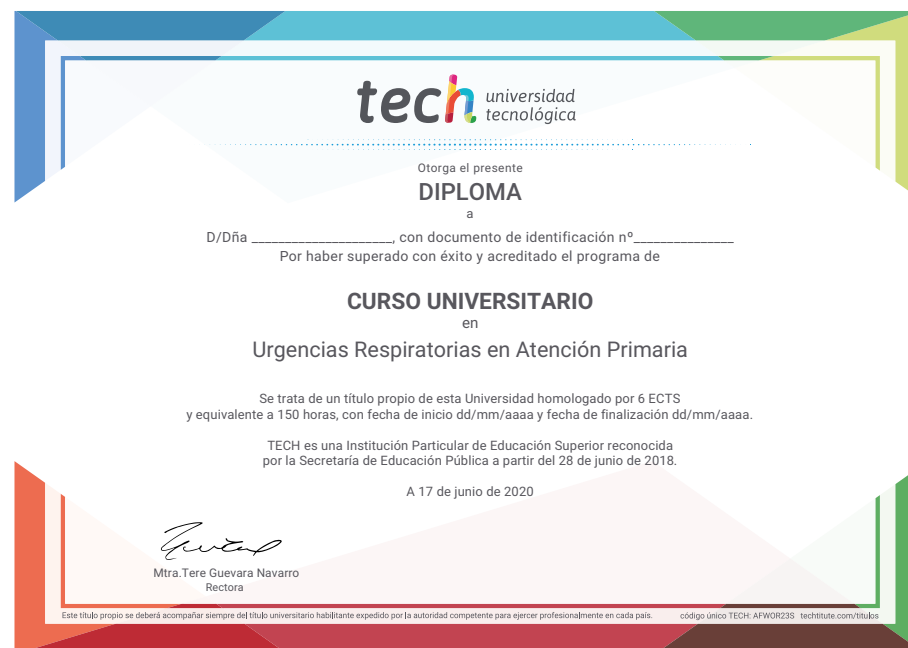 tech universidad
tecnológica
Otorga el presente
DIPLOMA
a
D/Dña _____________________, con documento de identificación nº_______________
Por haber superado con éxito y acreditado el programa de
CURSO UNIVERSITARIO
en
Urgencias Respiratorias en Atención Primaria
Se trata de un título propio de esta Universidad homologado por 6 ECTS
y equivalente a 150 horas, con fecha de inicio dd/mm/aaaa y fecha de finalización dd/mm/aaaa.
TECH es una Institución Particular de Educación Superior reconocida
por la Secretaría de Educación Pública a partir del 28 de junio de 2018.
A 17 de junio de 2020
Mtra.Tere Guevara Navarro
Rectora
Este título propio se deberá acompañar siempre del título universitario habilitante expedido por la autoridad competente para ejercer profesionalmente en cada país. código único TECH: AFWOR23S techtitute.com/titulos